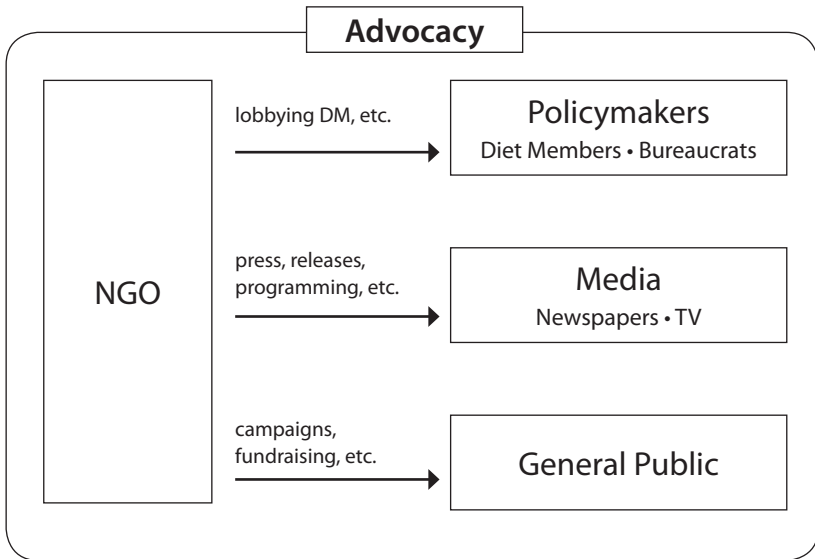 Advocacy
NGO
lobbying DM, etc.
Policymakers
Diet Members • Bureaucrats
press, releases,
programming, etc.
Media
Newspapers • TV
campaigns,
fundraising, etc.
General Public